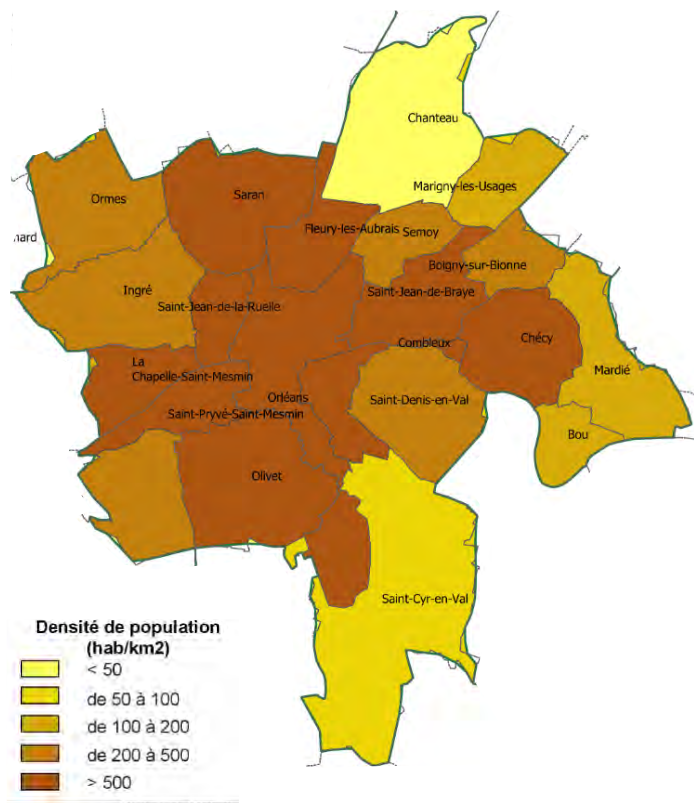 Chanteau
Marigny-les-Usages
Ormes
Saran
Fleury-les-Aubrais
Semoy
Boigny-sur-Bionne
Ingré
Saint-Jean-de-la-Ruelle
Saint-Jean-de-Braye
Combleux
Chécy
La
Chapelle-Saint-Mesmin
Mardié
Orléans
Saint-Denis-en-Val
Saint-Pryvé-Saint-Mesmin
Bou
Olivet
Saint-Cyr-en-Val
Densité de population
(hab/km2)
< 50
de 50 à 100
de 100 à 200
de 200 à 500
> 500